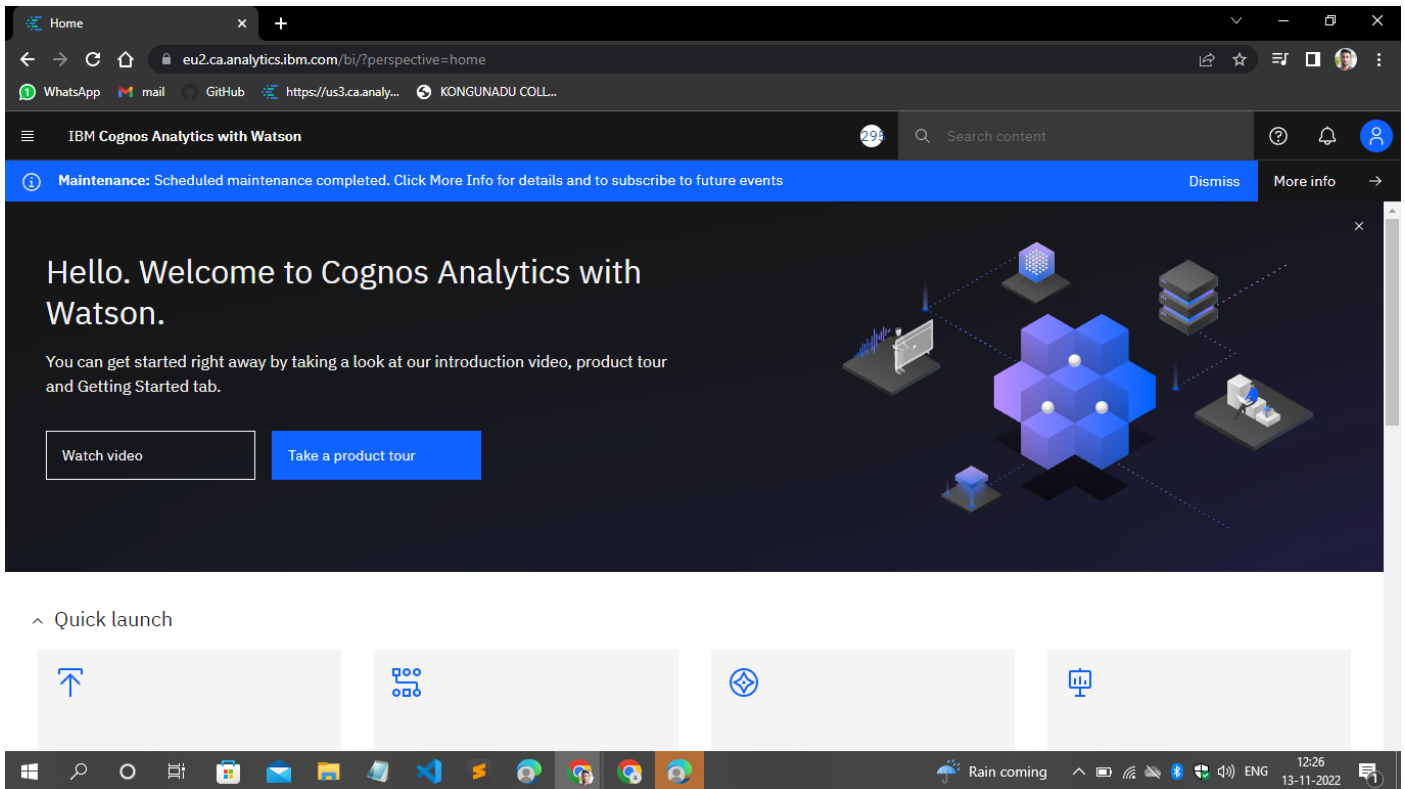 Home
eu2.ca.analytics.ibm.com/bi/?perspective=home
WhatsApp mail GitHub https://us3.ca.analy... KONGUNADU COLL...
IBM Cognos Analytics with Watson 295 Search content
Maintenance: Scheduled maintenance completed. Click More Info for details and to subscribe to future events Dismiss More info
Hello. Welcome to Cognos Analytics with
Watson.
You can get started right away by taking a look at our introduction video, product tour
and Getting Started tab.
Watch video Take a product tour
Quick launch
Rain coming ENG 12:26
13-11-2022
1